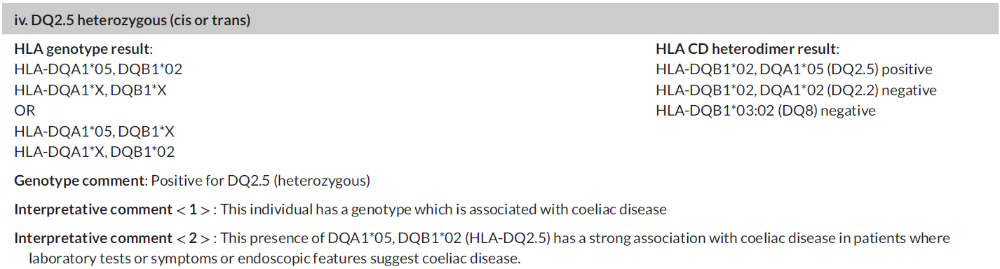 iv. DQ2.5 heterozygous (cis or trans)
HLA genotype result:
HLA-DQA1*05, DQB1*02
HLA-DQA1*X, DQB1*X
OR
HLA-DQA1*05, DQB1*X
HLA-DQA1*X, DQB1*02
HLA CD heterodimer result:
HLA-DQB1*02, DQA1*05 (DQ2.5) positive
HLA-DQB1*02, DQA1*02 (DQ2.2) negative
HLA-DQB1*03:02 (DQ8) negative
Genotype comment: Positive for DQ2.5 (heterozygous)
Interpretative comment < 1 > : This individual has a genotype which is associated with coeliac disease
Interpretative comment < 2 > : This presence of DQA1*05, DQB1*02 (HLA-DQ2.5) has a strong association with coeliac disease in patients where
laboratory tests or symptoms or endoscopic features suggest coeliac disease.